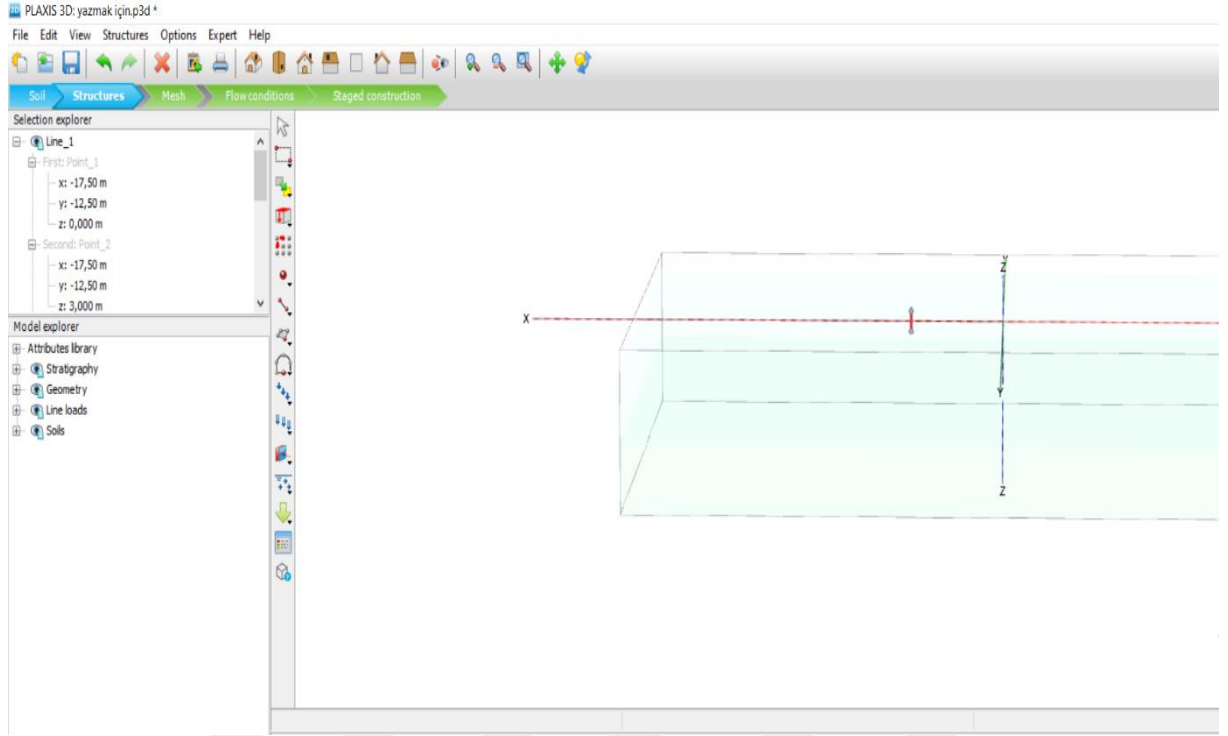 PLAXIS 3D: yazmak için.p3d *
File Edit View Structures Options Expert Help
Soil Structures Mesh Flow conditions Staged construction
Selection explorer
Line_1
First: Point_1
x: -17,50 m
y: -12,50 m
z: 0,000 m
Second: Point_2
x: -17,50 m
y: -12,50 m
z: 3,000 m
Model explorer
Attributes library
Stratigraphy
Geometry
Line loads
Soils
Z
X
Y
Z